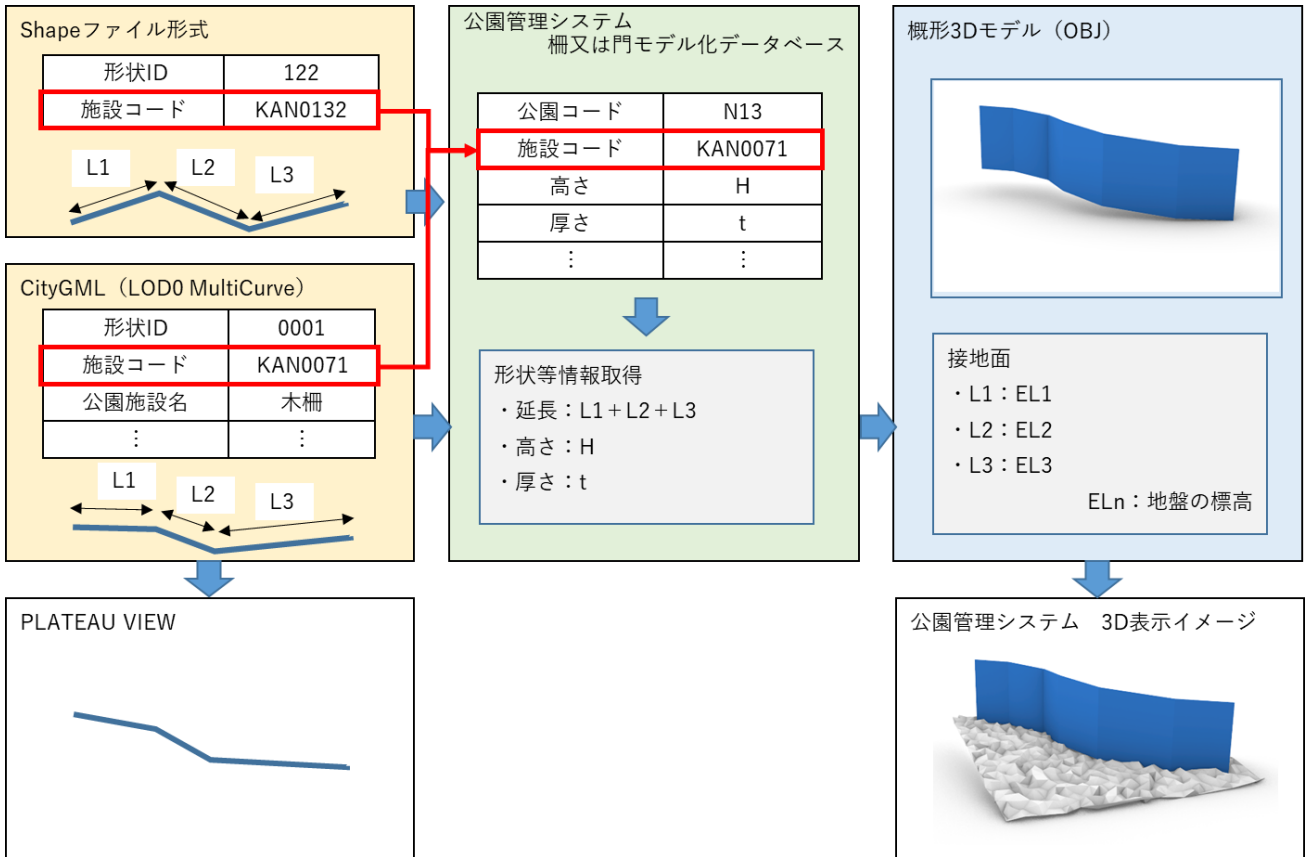 Shapeファイル形式
形状ID 122
施設コード KAN0132
L1 L2 L3
CityGML（LOD0 MultiCurve）
形状ID 0001
施設コード KAN0071
公園施設名 木柵
⋮ ⋮
L1 L2 L3
公園管理システム
柵又は門モデル化データベース
公園コード N13
施設コード KAN0071
高さ H
厚さ t
⋮ ⋮
形状等情報取得
・延長：L1＋L2＋L3
・高さ：H
・厚さ：t
概形3Dモデル（OBJ）
接地面
・L1：EL1
・L2：EL2
・L3：EL3
ELn：地盤の標高
PLATEAU VIEW
公園管理システム　3D表示イメージ